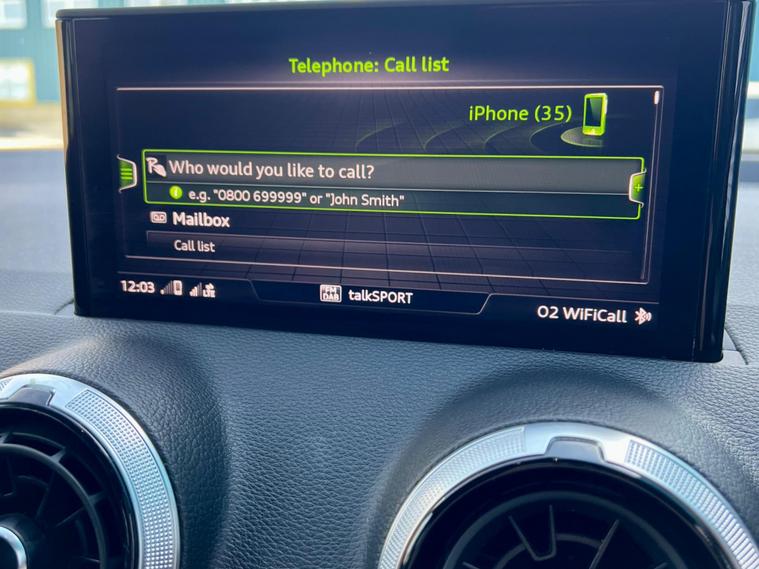 Telephone: Call list
iPhone (35)
Who would you like to call?
i e.g. "0800 699999" or "John Smith"
Mailbox
Call list
12:03 LTE FM DAB talkSPORT O2 WiFiCall